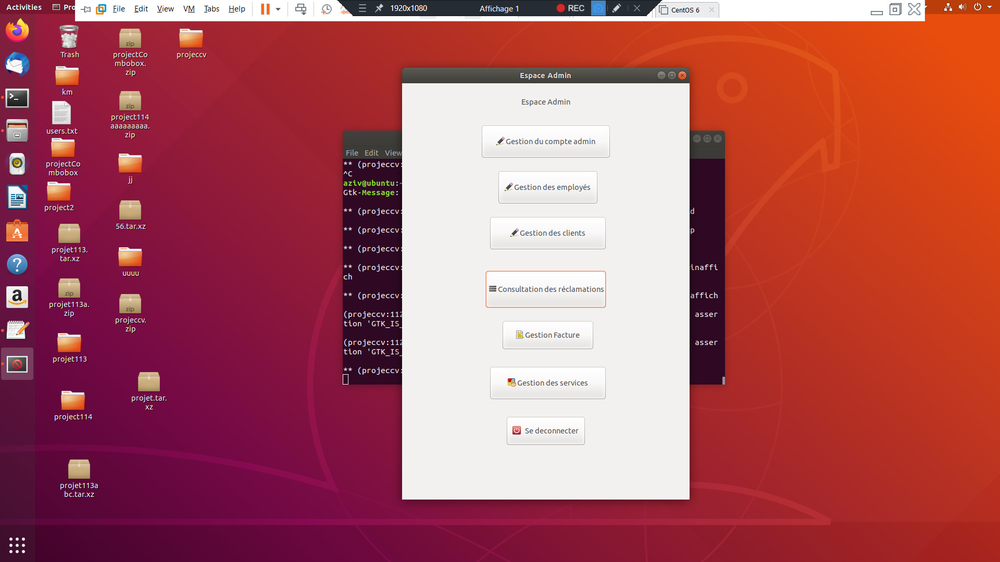 Activities
Pro
File Edit View VM Tabs Help
1920x1080
Affichage 1
REC
CentOS 6
Trash
km
users.txt
projectCo
mbobox
project2
projet113.
tar.xz
zip
projet113a.
zip
projet113
project114
projet113a
bc.tar.xz
zip
projectCo
mbobox.
zip
zip
project114
aaaaaaaaa.
zip
jj
56.tar.xz
uuuu
zip
projeccv.
zip
projet.tar.
xz
projeccv
File Edit View
** (projeccv:
^C
aziv@ubuntu:~
Gtk-Message:
** (projeccv: d
** (projeccv: p
** (projeccv:
** (projeccv: inaffi
ch
** (projeccv: affich
(projeccv:112 asser
tion 'GTK_IS_
(projeccv:112 asser
tion 'GTK_IS_
** (projeccv:
Espace Admin
Espace Admin
Gestion du compte admin
Gestion des employés
Gestion des clients
Consultation des réclamations
Gestion Facture
Gestion des services
Se deconnecter